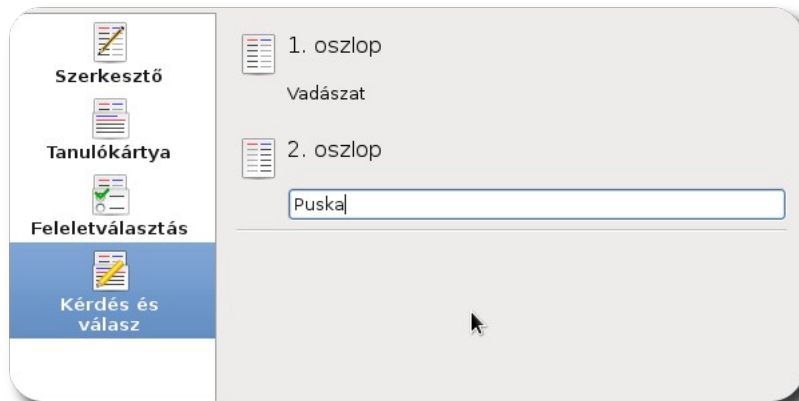 Szerkesztő
Tanulókártya
Feleletválasztás
Kérdés és
válasz
1. oszlop
Vadászat
2. oszlop
Puska